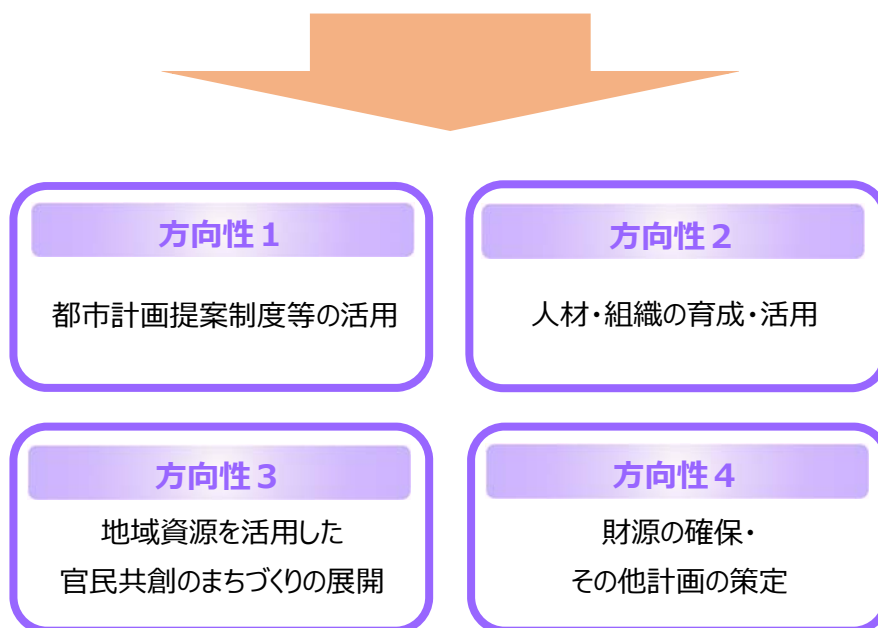 方向性１
都市計画提案制度等の活用
方向性２
人材・組織の育成・活用
方向性３
地域資源を活用した
官民共創のまちづくりの展開
方向性４
財源の確保・
その他計画の策定